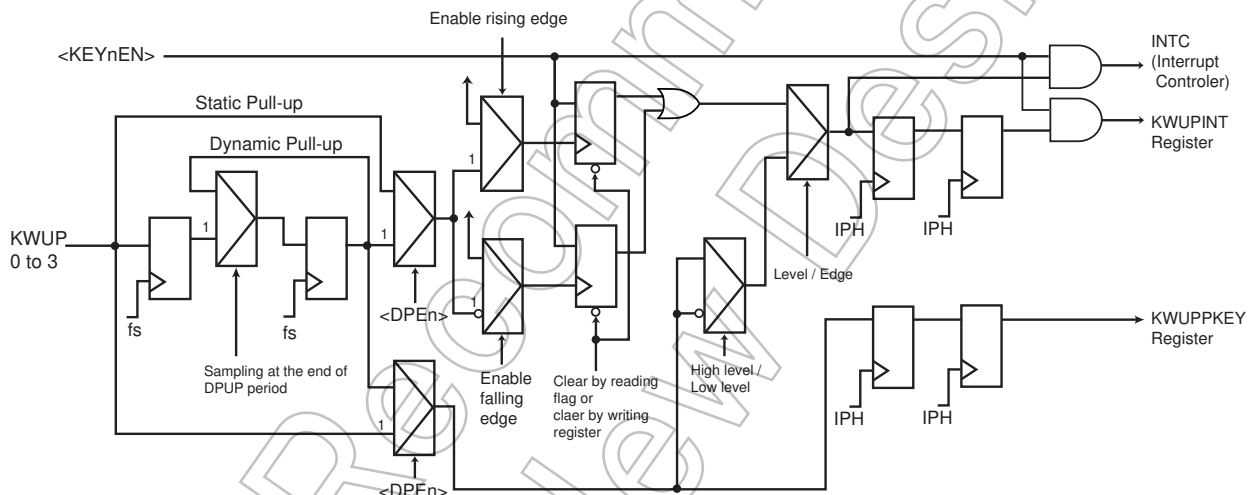 Enable rising edge
<KEYnEN>
INTC
(Interrupt
Controler)
Static Pull-up
Dynamic Pull-up
KWUPINT
Register
1
1
1
KWUP
0 to 3
fs
fs
<DPEn>
1
IPH
IPH
Level / Edge
Sampling at the end of
DPUP period
Enable
falling
edge
Clear by reading
flag or
claer by writing
register
High level /
Low level
KWUPPKEY
Register
1
IPH
IPH
<DPEn>
Recomm
New Des